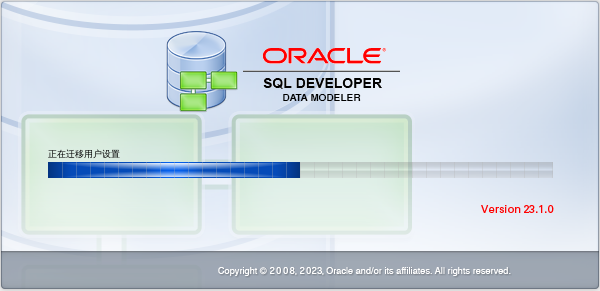 ORACLE®
SQL DEVELOPER
DATA MODELER
正在迁移用户设置
Version 23.1.0
Copyright © 2008, 2023, Oracle and/or its affiliates. All rights reserved.